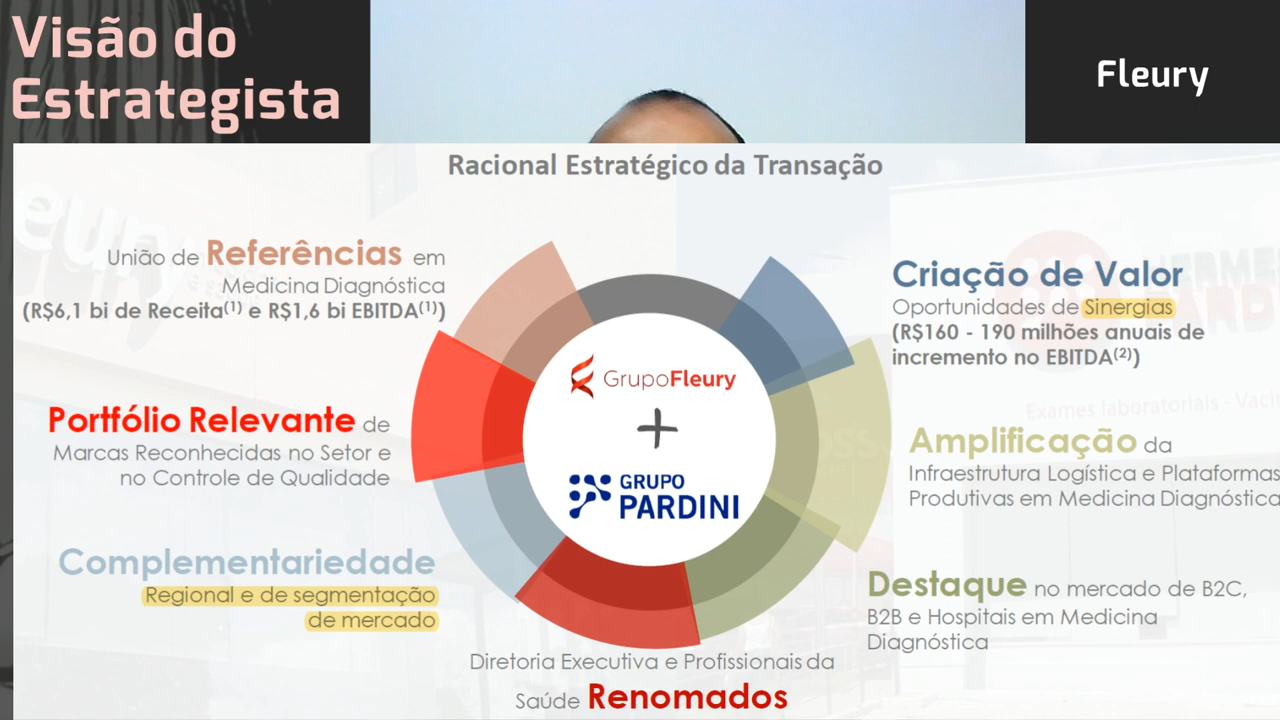 Visão do
Estrategista
Fleury
Racional Estratégico da Transação
União de Referências em
Medicina Diagnóstica
(R$6,1 bi de Receita(1) e R$1,6 bi EBITDA(1))
Portfólio Relevante de
Marcas Reconhecidas no Setor e
no Controle de Qualidade
Complementariedade
Regional e de segmentação
de mercado
GrupoFleury
+
GRUPO
PARDINI
Diretoria Executiva e Profissionais da
Saúde Renomados
Criação de Valor
Oportunidades de Sinergias
(R$160 - 190 milhões anuais de
incremento no EBITDA(2))
Amplificação da
Infraestrutura Logística e Plataformas
Produtivas em Medicina Diagnóstica
Destaque no mercado de B2C,
B2B e Hospitais em Medicina
Diagnóstica
eury
Exames laboratoriais - Vaci